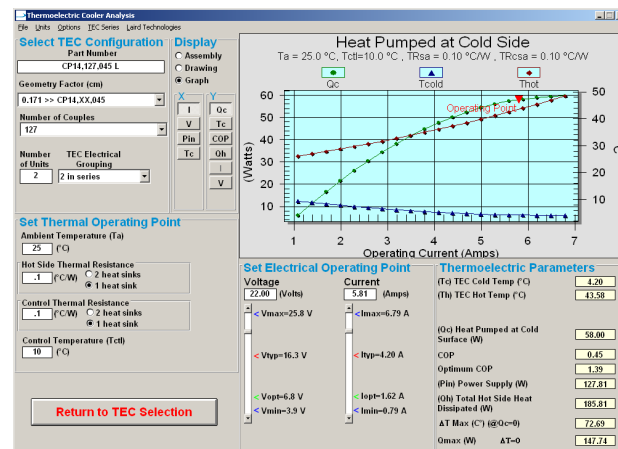 Thermoelectric Cooler Analysis
File Units Options TEC Series Laird Technologies
Select TEC Configuration
Part Number
CP14,127,045 L
Geometry Factor (cm)
0.171 >> CP14,XX,045
Number of Couples
127
Number of Units
TEC Electrical Grouping
2
2 in series
Display
Assembly
Drawing
Graph
X Y
I Qc
V Tc
Pin COP
Tc Qh
I
V
Heat Pumped at Cold Side
Ta = 25.0 °C, Tctl=10.0 °C , TRsa = 0.10 °C/W , TRcsa = 0.10 °C/W
Qc Tcold Thot
Operating Point
(Watts)
60
50
40
30
20
10
50
40
30
20
10
C
1 2 3 4 5 6 7
Operating Current (Amps)
Set Thermal Operating Point
Ambient Temperature (Ta)
25 (°C)
Hot Side Thermal Resistance
.1 (°C/W) 2 heat sinks
1 heat sink
Control Thermal Resistance
.1 (°C/W) 2 heat sinks
1 heat sink
Control Temperature (Tctl)
10 (°C)
Return to TEC Selection
Set Electrical Operating Point
Voltage Current
22.00 (Volts) 5.81 (Amps)
< Vmax=25.8 V < Imax=6.79 A
< Vtyp=16.3 V < Ityp=4.20 A
< Vopt=6.8 V < Iopt=1.62 A
< Vmin=3.9 V < Imin=0.79 A
Thermoelectric Parameters
(Tc) TEC Cold Temp (°C) 4.20
(Th) TEC Hot Temp (°C) 43.58
(Qc) Heat Pumped at Cold Surface (W) 58.00
COP 0.45
Optimum COP 1.39
(Pin) Power Supply (W) 127.81
(Qh) Total Hot Side Heat Dissipated (W) 185.81
ΔT Max (C°) (@Qc=0) 72.69
Qmax (W) ΔT=0 147.74